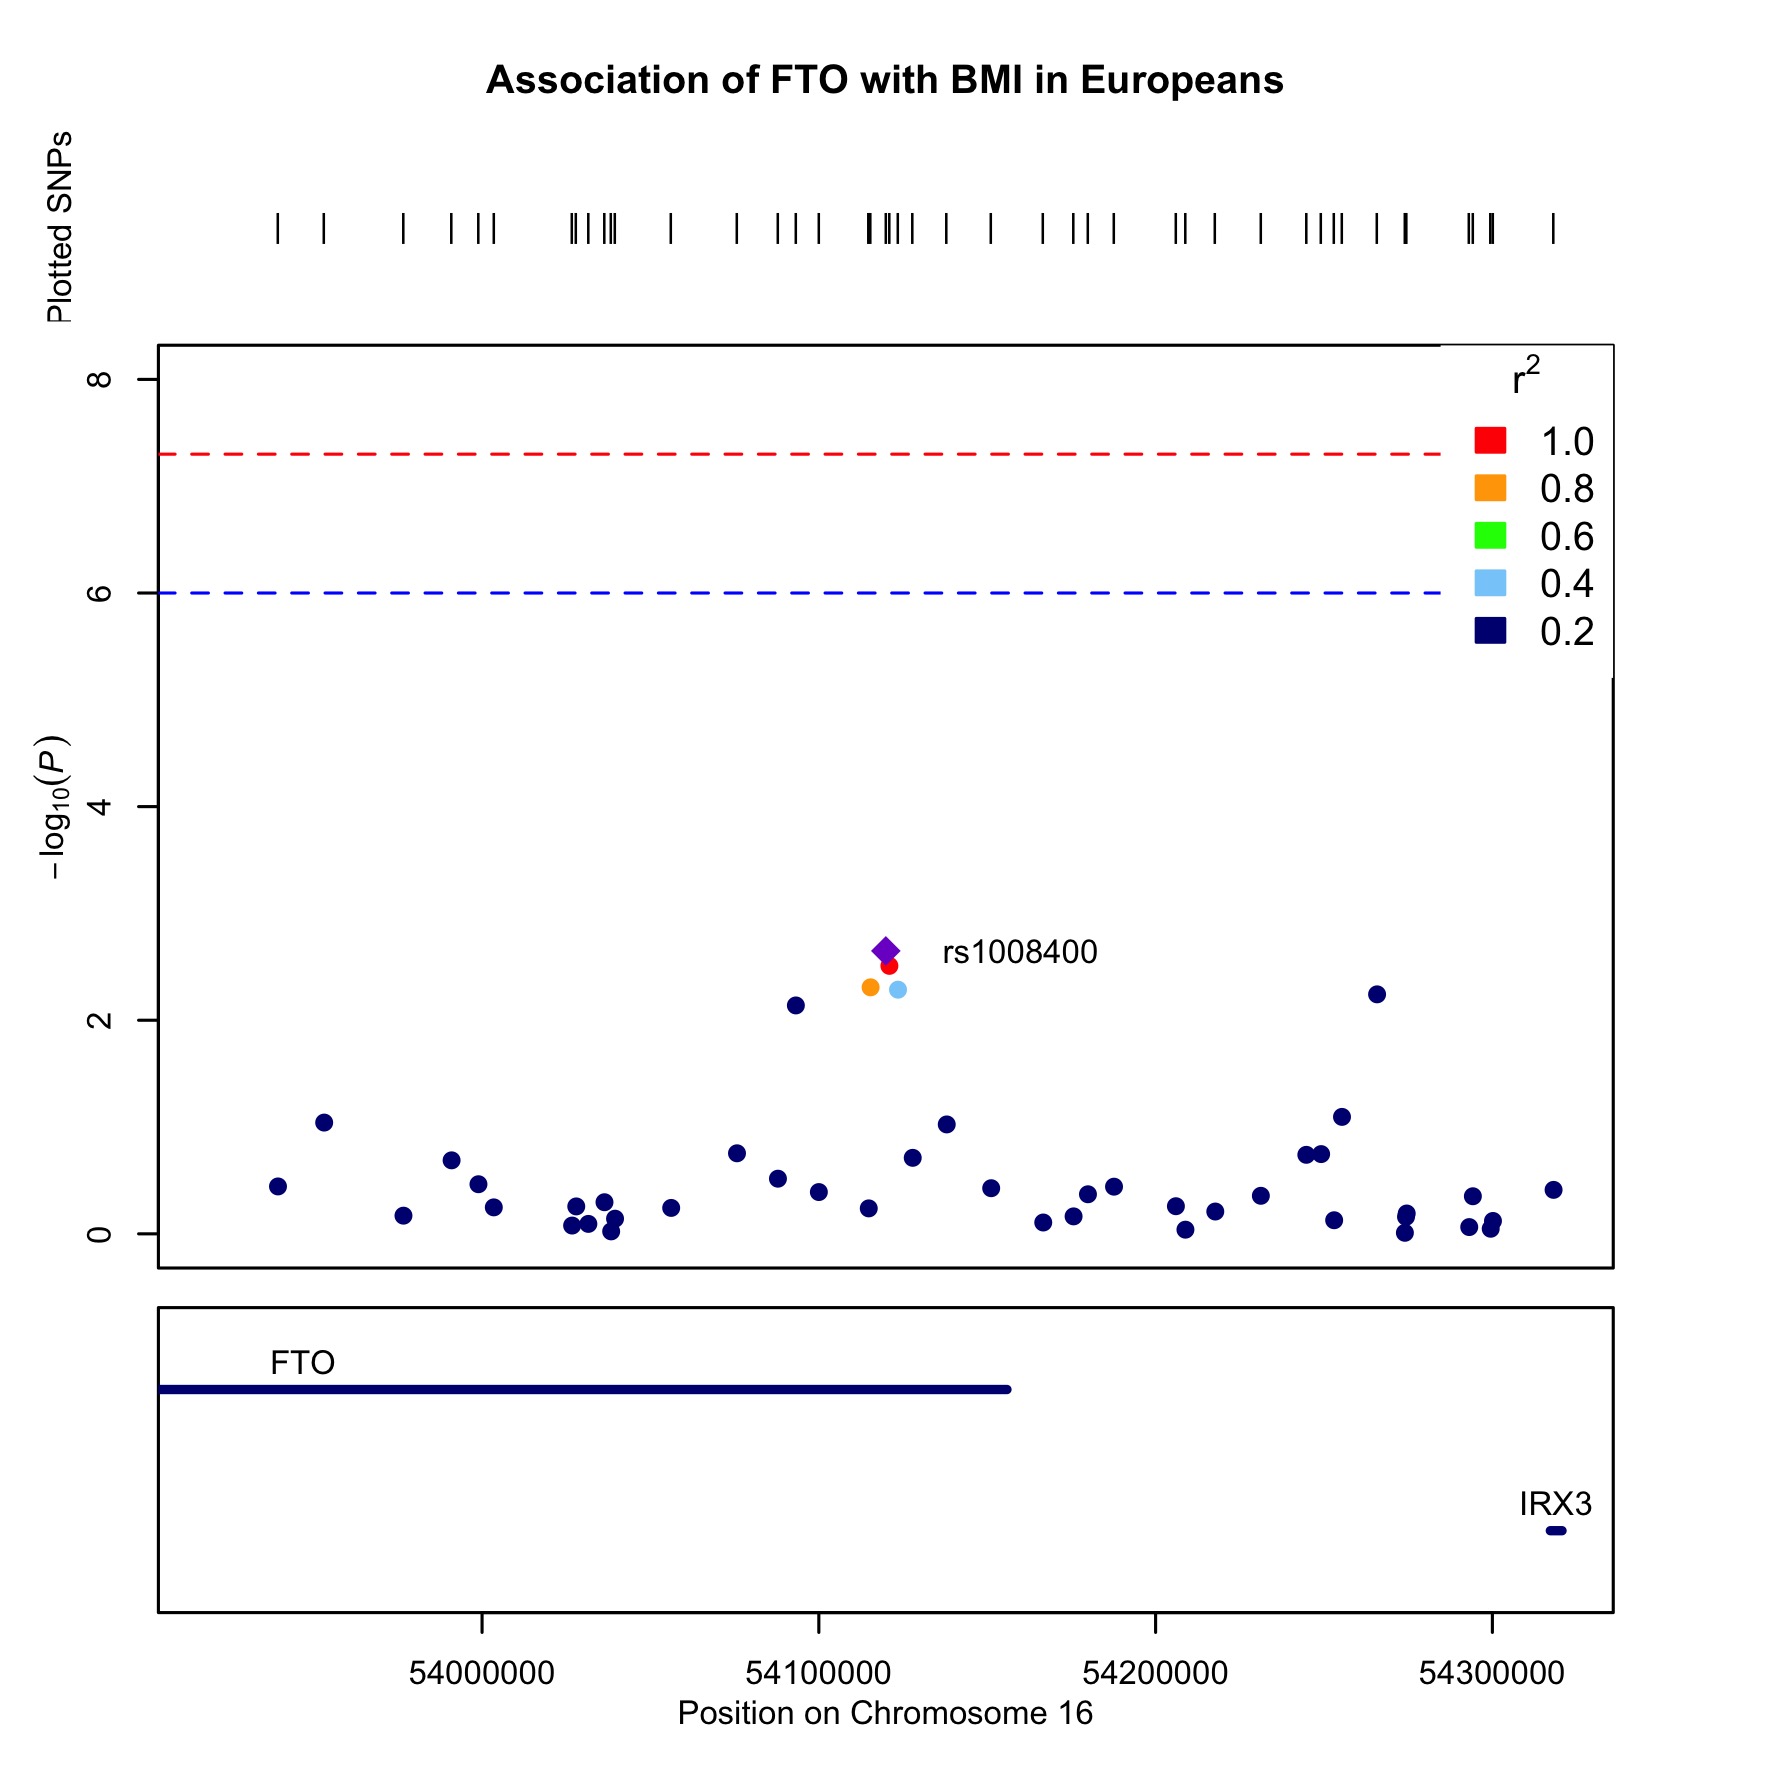 Association of FTO with BMI in Europeans
Plotted SNPs
r²
1.0
0.8
0.6
0.4
0.2
8
6
4
2
0
−log₁₀(P)
rs1008400
FTO
IRX3
54000000 54100000 54200000 54300000
Position on Chromosome 16